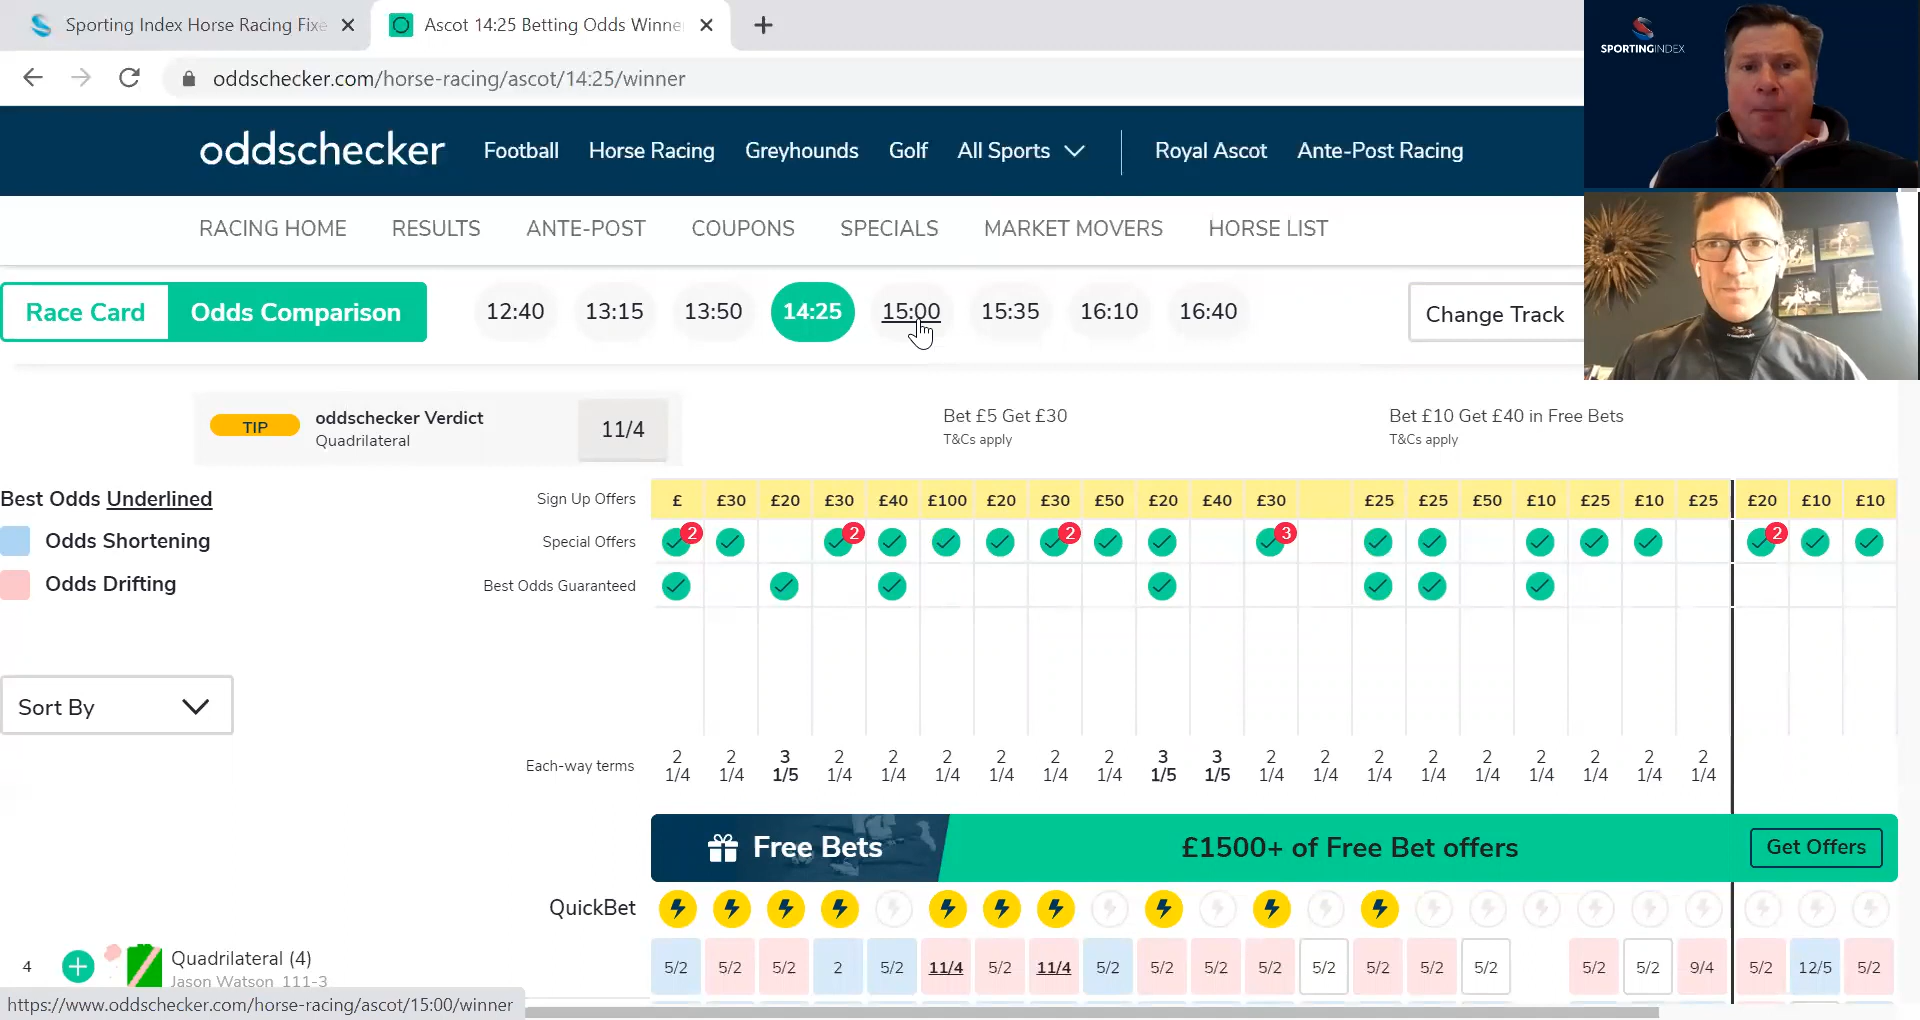 Sporting Index Horse Racing Fixe
Ascot 14:25 Betting Odds Winne
oddschecker.com/horse-racing/ascot/14:25/winner
SPORTINGINDEX
oddschecker Football Horse Racing Greyhounds Golf All Sports Royal Ascot Ante-Post Racing
RACING HOME RESULTS ANTE-POST COUPONS SPECIALS MARKET MOVERS HORSE LIST
Race Card Odds Comparison 12:40 13:15 13:50 14:25 15:00 15:35 16:10 16:40 Change Track
TIP oddschecker Verdict 11/4 Bet £5 Get £30 Bet £10 Get £40 in Free Bets
Quadrilateral T&Cs apply T&Cs apply
Best Odds Underlined Sign Up Offers £ £30 £20 £30 £40 £100 £20 £30 £50 £20 £40 £30 £25 £25 £50 £10 £25 £10 £25 £20 £10 £10
Odds Shortening Special Offers 2 2 2 3 2
Odds Drifting Best Odds Guaranteed
Sort By
Each-way terms
2 2 3 2 2 2 2 2 2 3 3 2 2 2 2 2 2 2 2 2
1/4 1/4 1/5 1/4 1/4 1/4 1/4 1/4 1/4 1/5 1/5 1/4 1/4 1/4 1/4 1/4 1/4 1/4 1/4 1/4
Free Bets £1500+ of Free Bet offers Get Offers
QuickBet
4 Quadrilateral (4) 5/2 5/2 5/2 2 5/2 11/4 5/2 11/4 5/2 5/2 5/2 5/2 5/2 5/2 5/2 5/2 5/2 5/2 9/4 5/2 12/5 5/2
Jason Watson 111-3
https://www.oddschecker.com/horse-racing/ascot/15:00/winner